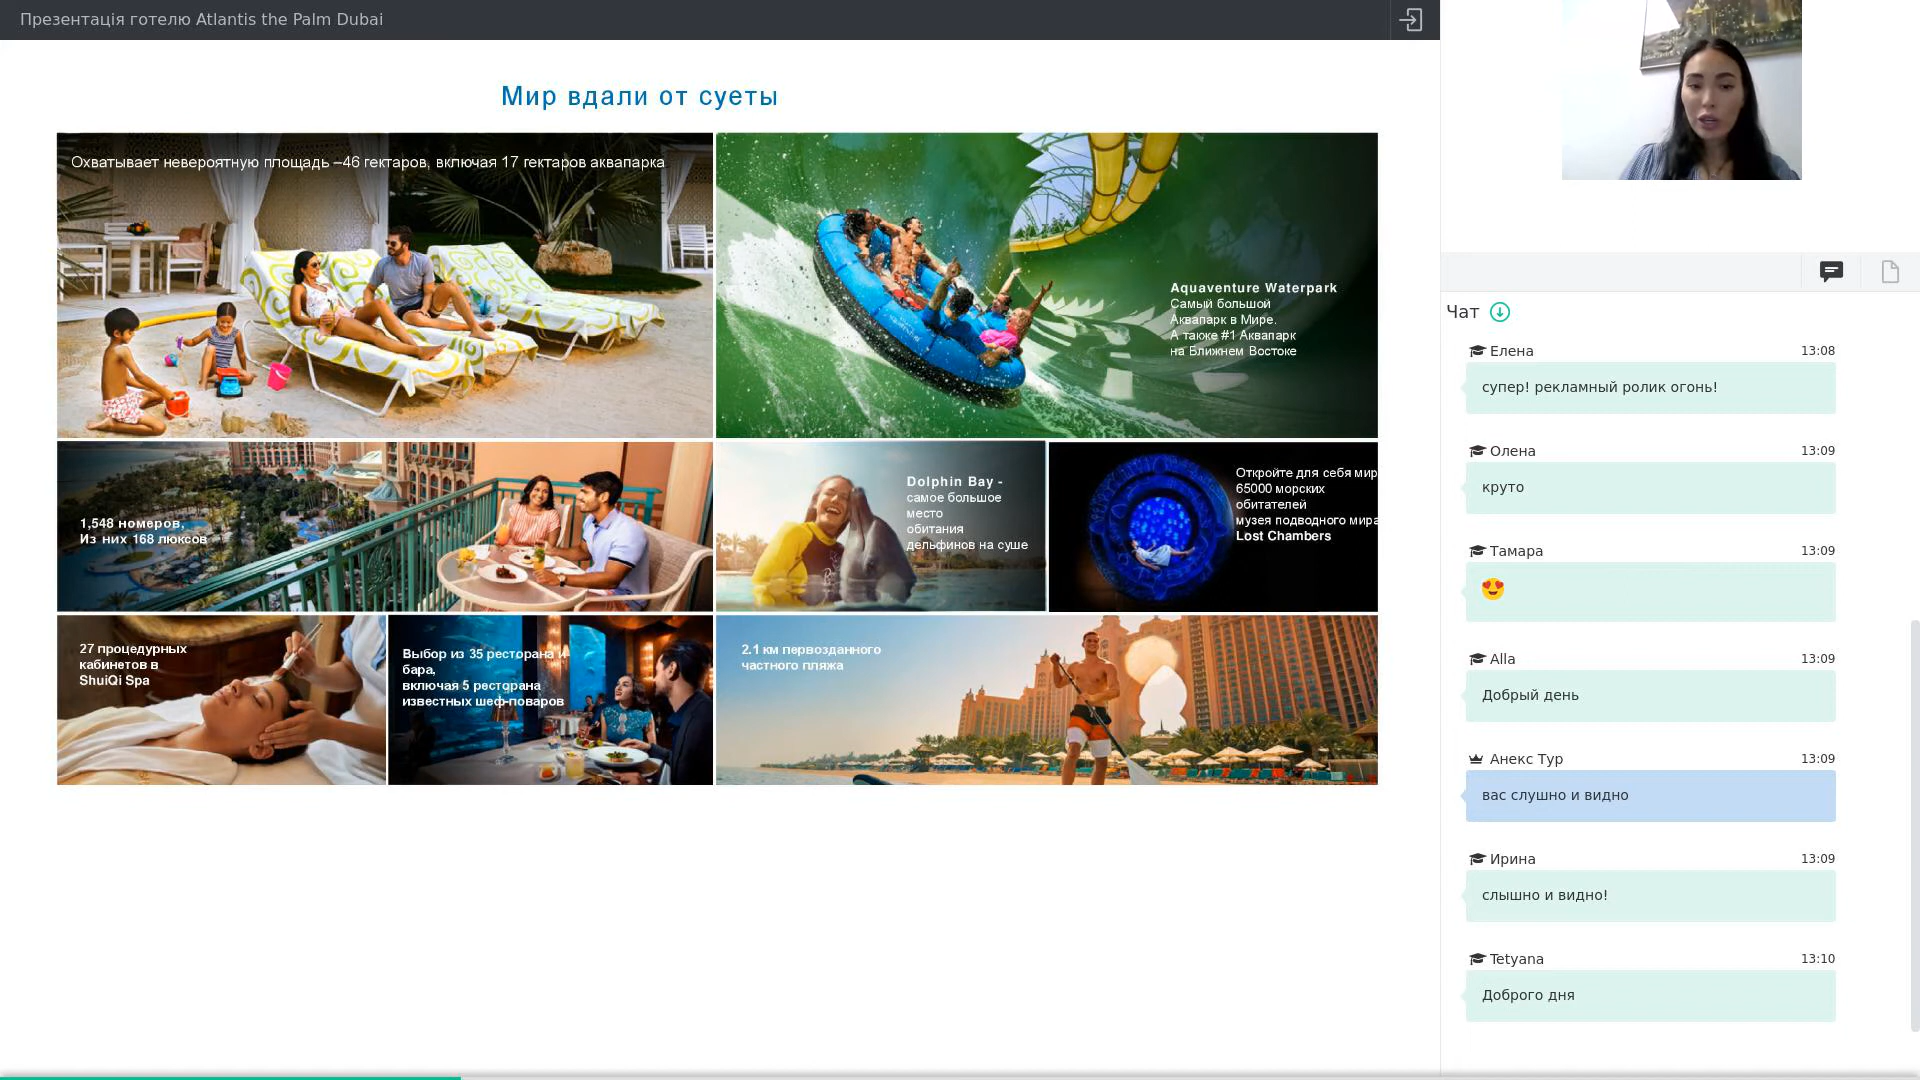 Презентація готелю Atlantis the Palm Dubai
Мир вдали от суеты
Охватывает невероятную площадь –46 гектаров, включая 17 гектаров аквапарка
Aquaventure Waterpark
Самый большой
Аквапарк в Мире.
А также #1 Аквапарк
на Ближнем Востоке
1,548 номеров,
Из них 168 люксов
Dolphin Bay -
самое большое
место
обитания
дельфинов на суше
Откройте для себя мир
65000 морских
обитателей
музея подводного мира
Lost Chambers
27 процедурных
кабинетов в
ShuiQi Spa
Выбор из 35 ресторана и
бара,
включая 5 ресторана
известных шеф-поваров
2.1 км первозданного
частного пляжа
Чат
Елена 13:08
супер! рекламный ролик огонь!
Олена 13:09
круто
Тамара 13:09
😍
Alla 13:09
Добрый день
Анекс Тур 13:09
вас слушно и видно
Ирина 13:09
слышно и видно!
Tetyana 13:10
Доброго дня